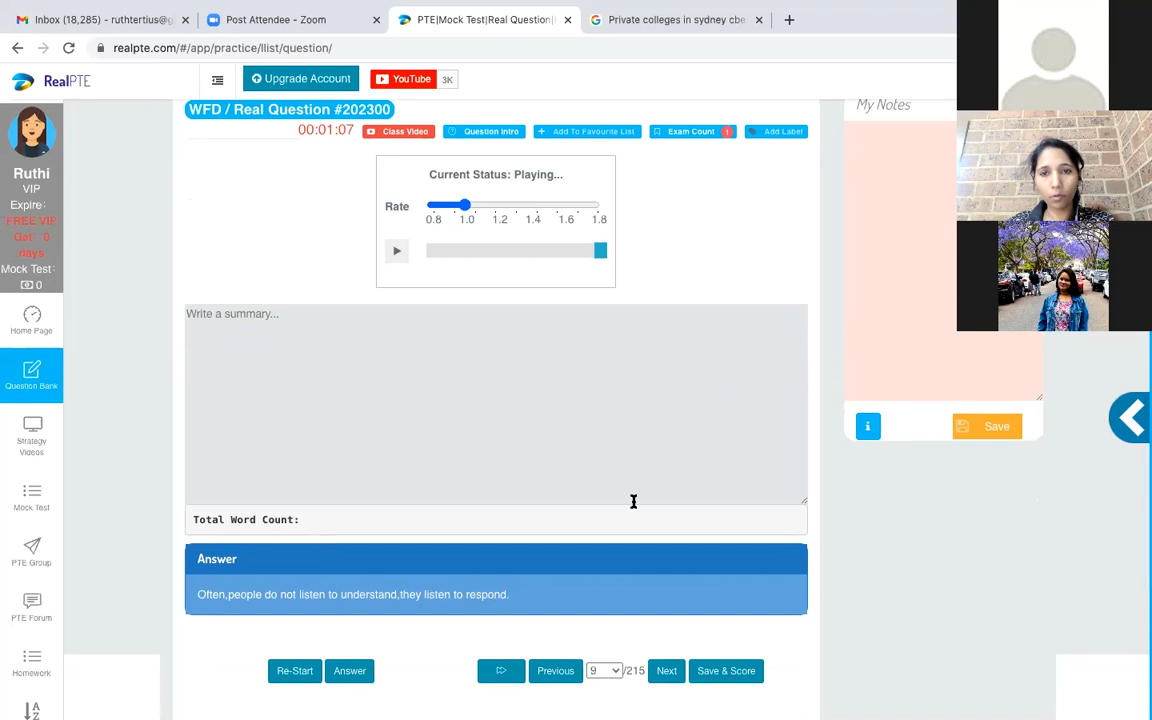 Inbox (18,285) - ruthtertius@g
Post Attendee - Zoom
PTE|Mock Test|Real Question|
Private colleges in sydney cbe
realpte.com/#/app/practice/llist/question/
RealPTE
Upgrade Account
YouTube
3K
My Notes
WFD / Real Question #202300
00:01:07
Class Video
Question Intro
Add To Favourite List
Exam Count
1
Add Label
Current Status: Playing...
Rate
0.8 1.0 1.2 1.4 1.6 1.8
Ruthi
VIP
Expire:
FREE VIP
Get: 0
days
Mock Test:
0
Home Page
Question Bank
Strategy
Videos
Mock Test
PTE Group
PTE Forum
Homework
A
Z
Write a summary...
Total Word Count:
i
Save
Answer
Often,people do not listen to understand,they listen to respond.
Re-Start
Answer
Previous
9
/215
Next
Save & Score